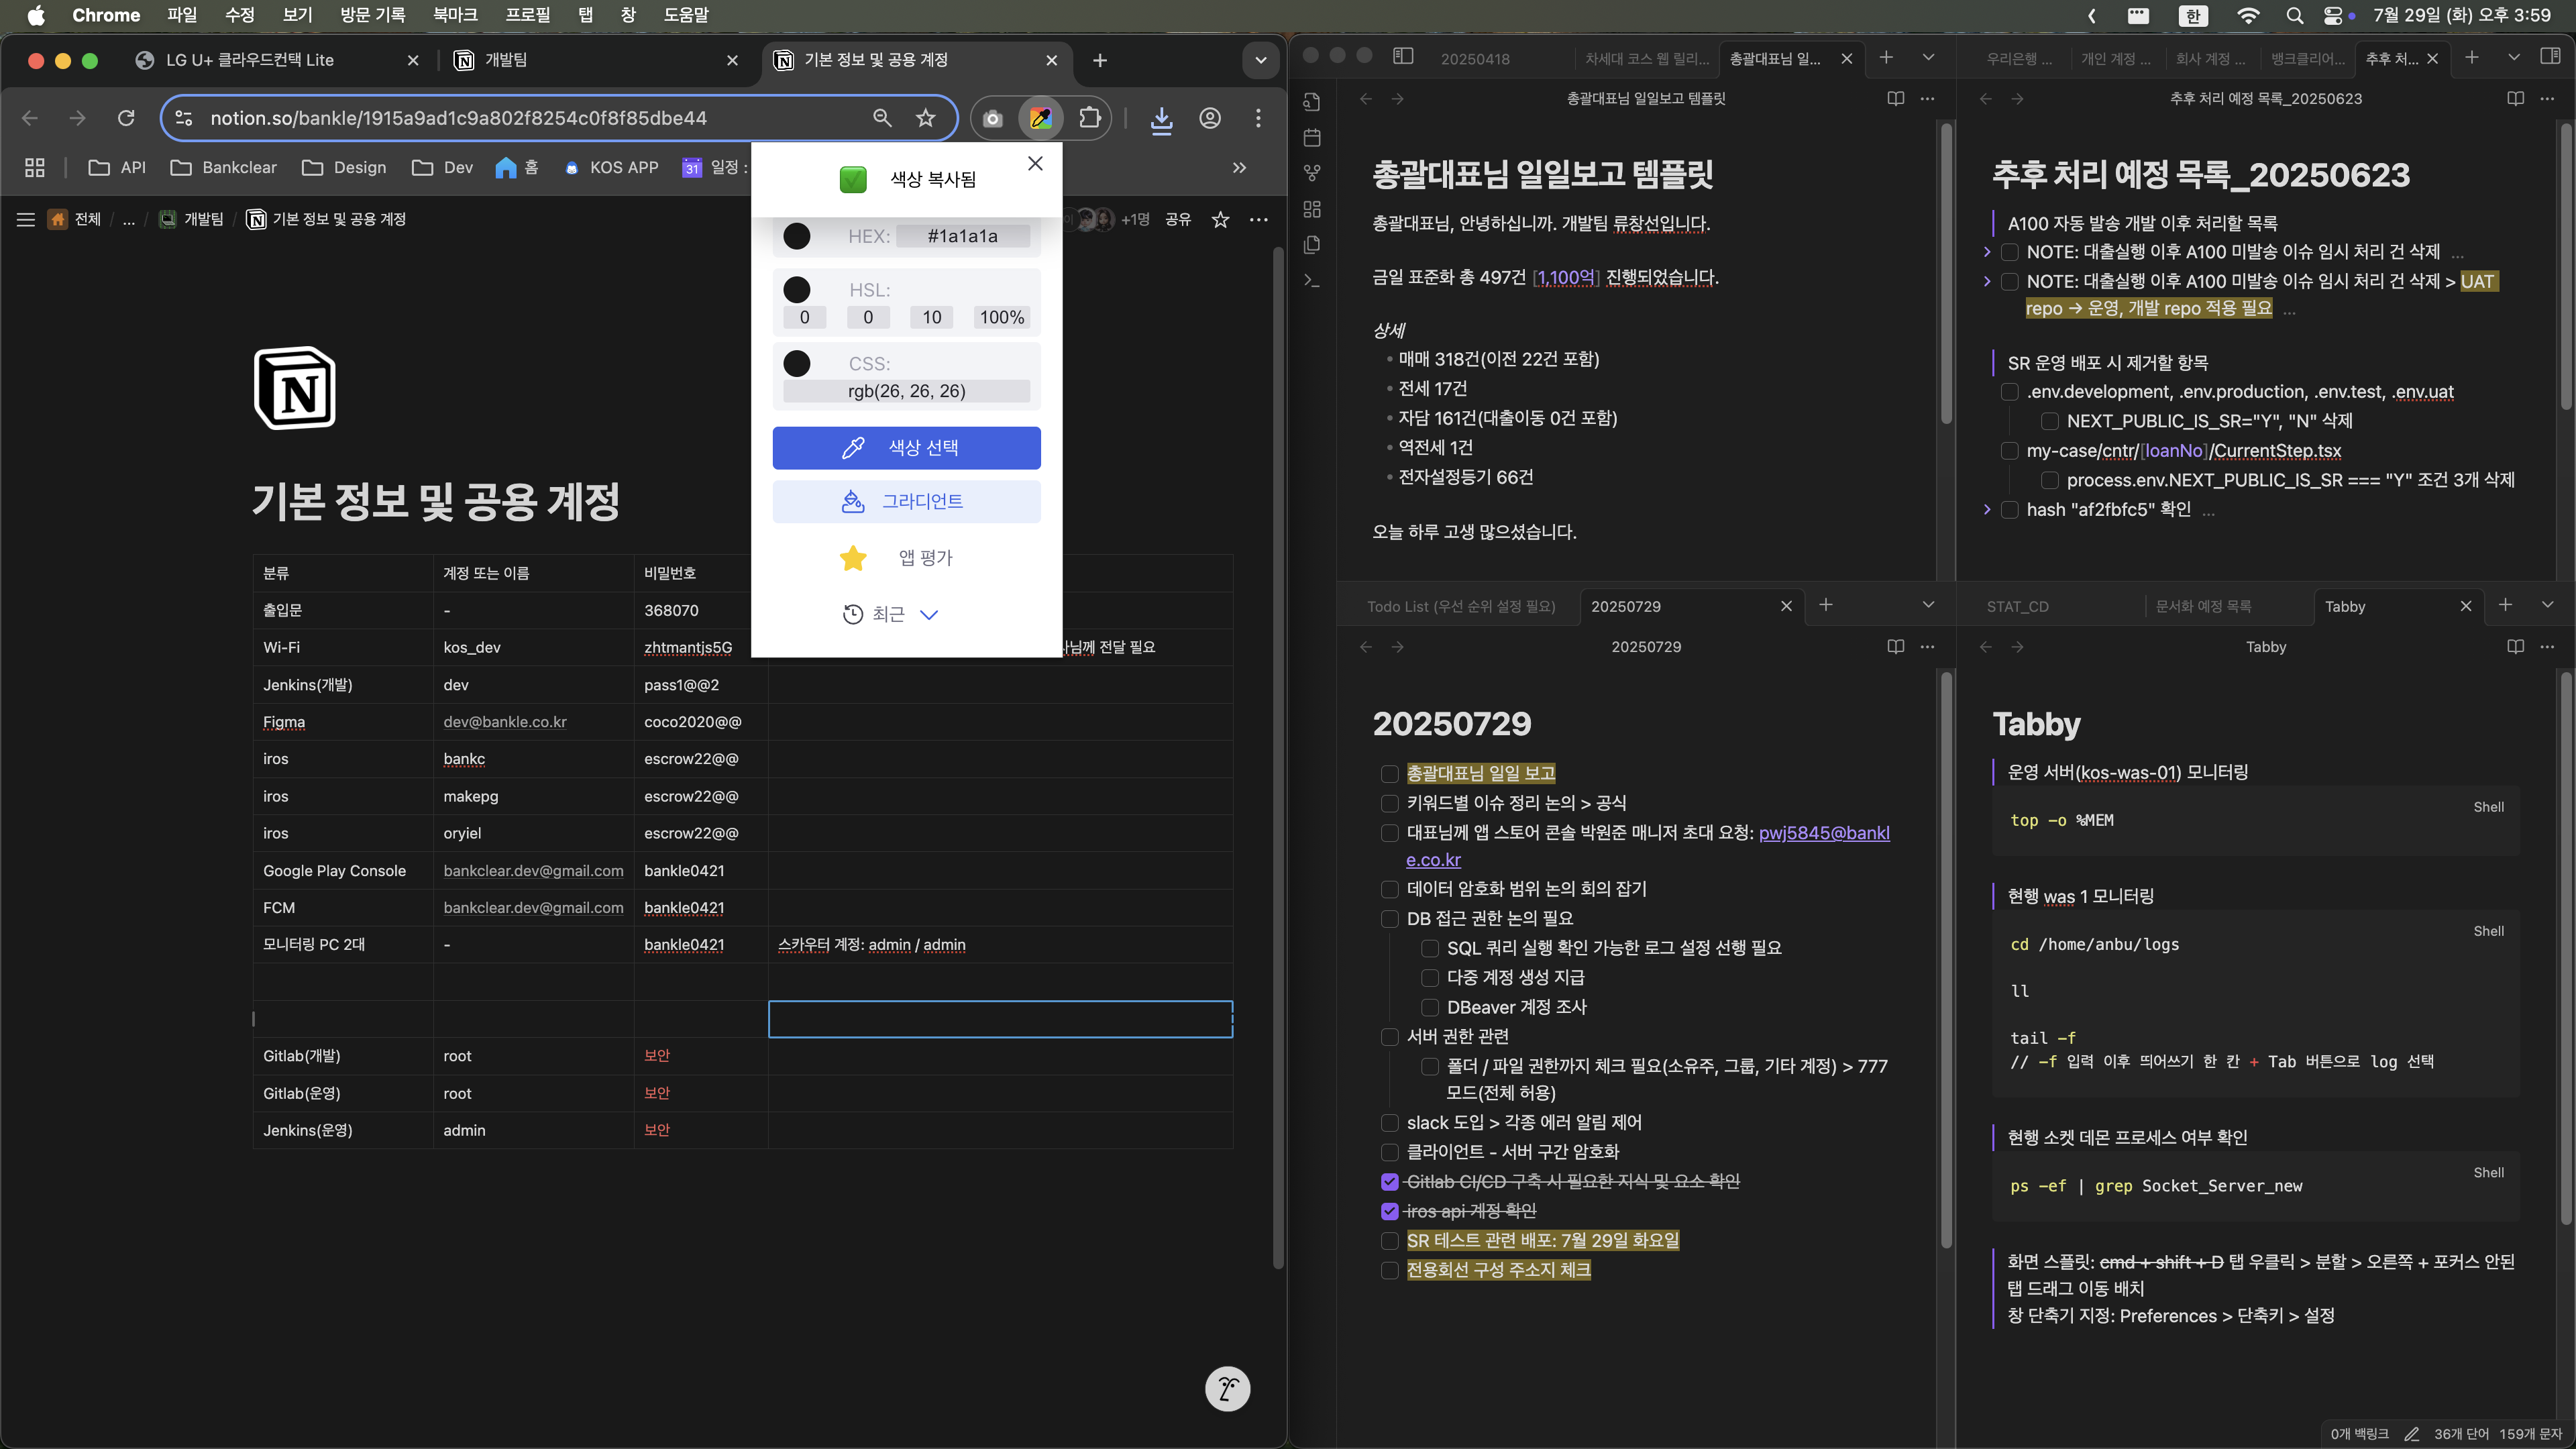 Chrome 파일 수정 보기 방문 기록 북마크 프로필 탭 창 도움말
한 7월 29일 (화) 오후 3:59
LG U+ 클라우드컨택 Lite
개발팀
기본 정보 및 공용 계정
notion.so/bankle/1915a9ad1c9a802f8254c0f8f85dbe44
API Bankclear Design Dev 홈 KOS APP 31 일정 :
전체 / ... / 개발팀 / 기본 정보 및 공용 계정
+1명 공유
색상 복사됨
HEX: #1a1a1a
HSL:
0 0 10 100%
CSS:
rgb(26, 26, 26)
색상 선택
그라디언트
앱 평가
최근
기본 정보 및 공용 계정
분류 계정 또는 이름 비밀번호
출입문 - 368070
Wi-Fi kos_dev zhtmantjs5G 님께 전달 필요
Jenkins(개발) dev pass1@@2
Figma dev@bankle.co.kr coco2020@@
iros bankc escrow22@@
iros makepg escrow22@@
iros oryiel escrow22@@
Google Play Console bankclear.dev@gmail.com bankle0421
FCM bankclear.dev@gmail.com bankle0421
모니터링 PC 2대 - bankle0421 스카우터 계정: admin / admin
Gitlab(개발) root 보안
Gitlab(운영) root 보안
Jenkins(운영) admin 보안
20250418
차세대 코스 웹 릴리...
총괄대표님 일...
총괄대표님 일일보고 템플릿
총괄대표님 일일보고 템플릿
총괄대표님, 안녕하십니까. 개발팀 류창선입니다.
금일 표준화 총 497건 [1,100억] 진행되었습니다.
상세
• 매매 318건(이전 22건 포함)
• 전세 17건
• 자담 161건(대출이동 0건 포함)
• 역전세 1건
• 전자설정등기 66건
오늘 하루 고생 많으셨습니다.
우리은행 ...
개인 계정 ...
회사 계정 ...
뱅크클리어...
추후 처...
추후 처리 예정 목록_20250623
추후 처리 예정 목록_20250623
A100 자동 발송 개발 이후 처리할 목록
NOTE: 대출실행 이후 A100 미발송 이슈 임시 처리 건 삭제 ...
NOTE: 대출실행 이후 A100 미발송 이슈 임시 처리 건 삭제 > UAT
repo → 운영, 개발 repo 적용 필요 ...
SR 운영 배포 시 제거할 항목
.env.development, .env.production, .env.test, .env.uat
NEXT_PUBLIC_IS_SR="Y", "N" 삭제
my-case/cntr/[loanNo]/CurrentStep.tsx
process.env.NEXT_PUBLIC_IS_SR === "Y" 조건 3개 삭제
hash "af2fbfc5" 확인 ...
Todo List (우선 순위 설정 필요)
20250729
20250729
20250729
총괄대표님 일일 보고
키워드별 이슈 정리 논의 > 공식
대표님께 앱 스토어 콘솔 박원준 매니저 초대 요청: pwj5845@bankl
e.co.kr
데이터 암호화 범위 논의 회의 잡기
DB 접근 권한 논의 필요
SQL 쿼리 실행 확인 가능한 로그 설정 선행 필요
다중 계정 생성 지급
DBeaver 계정 조사
서버 권한 관련
폴더 / 파일 권한까지 체크 필요(소유주, 그룹, 기타 계정) > 777
모드(전체 허용)
slack 도입 > 각종 에러 알림 제어
클라이언트 - 서버 구간 암호화
Gitlab CI/CD 구축 시 필요한 지식 및 요소 확인
iros api 계정 확인
SR 테스트 관련 배포: 7월 29일 화요일
전용회선 구성 주소지 체크
STAT_CD
문서화 예정 목록
Tabby
Tabby
Tabby
운영 서버(kos-was-01) 모니터링
Shell
top -o %MEM
현행 was 1 모니터링
Shell
cd /home/anbu/logs
ll
tail -f
// -f 입력 이후 띄어쓰기 한 칸 + Tab 버튼으로 log 선택
현행 소켓 데몬 프로세스 여부 확인
Shell
ps -ef | grep Socket_Server_new
화면 스플릿: cmd + shift + D 탭 우클릭 > 분할 > 오른쪽 + 포커스 안된
탭 드래그 이동 배치
창 단축기 지정: Preferences > 단축키 > 설정
0개 백링크 36개 단어 159개 문자